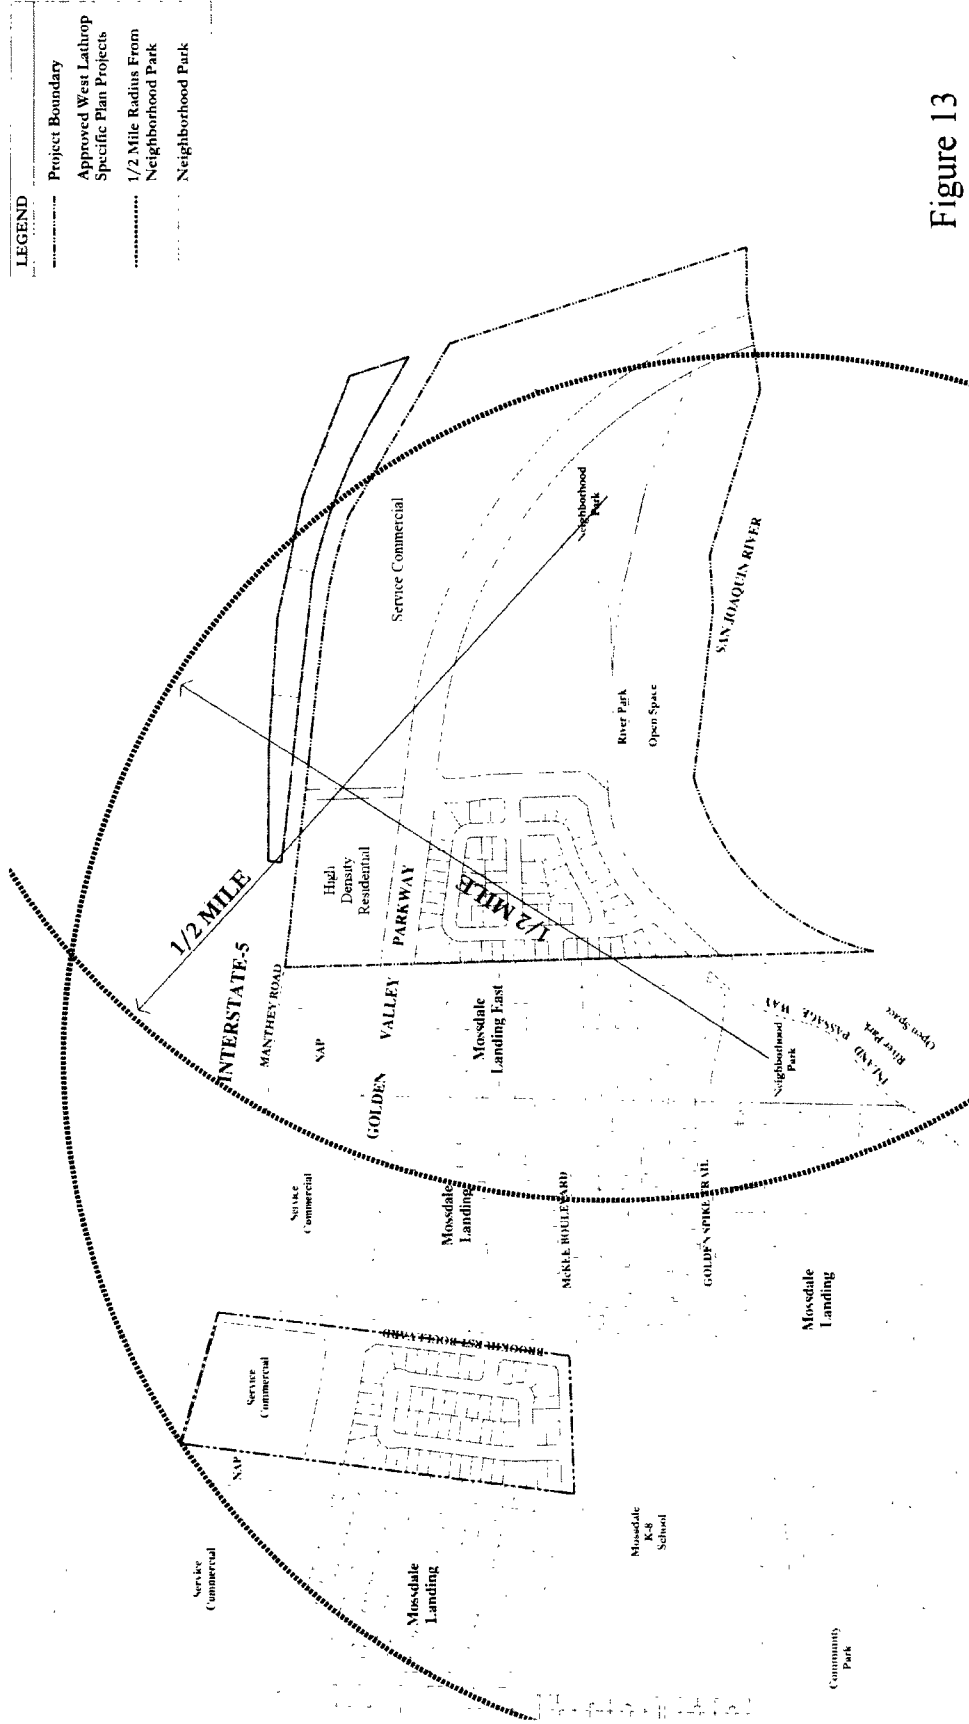 LEGEND
Project Boundary
Approved West Lathrop
Specific Plan Projects
1/2 Mile Radius From
Neighborhood Park
Neighborhood Park
Service
Commercial
NAP
Service
Commercial
Service
Commercial
INTERSTATE-5
MANTHEY ROAD
NAP
1/2 MILE
High
Density
Residential
Service Commercial
GOLDEN VALLEY PARKWAY
Mossdale
Landing
BROOKHURST BOULEVARD
Mossdale
Landing
Mossdale
Landing East
1/2 MILE
Neighborhood
Park
McKEE BOULEVARD
River Park
Open Space
Mossdale
K-8
School
GOLDEN SPIKE TRAIL
SAN JOAQUIN RIVER
Neighborhood
Park
INLAND PASSAGE WAY
River Park
Open Space
Mossdale
Landing
Community
Park
Figure 13